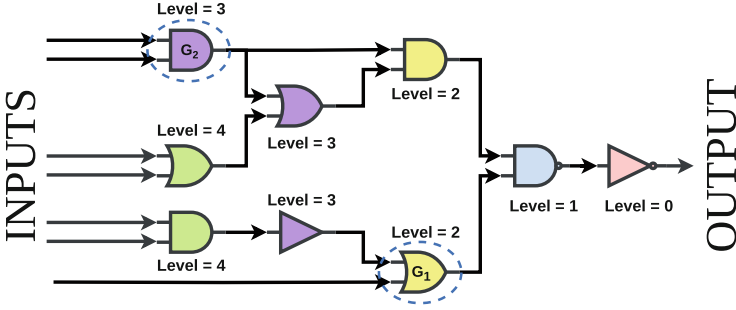 Level = 3
G2
Level = 2
Level = 4
Level = 3
INPUTS
Level = 3
Level = 1
Level = 0
OUTPUT
Level = 2
G1
Level = 4